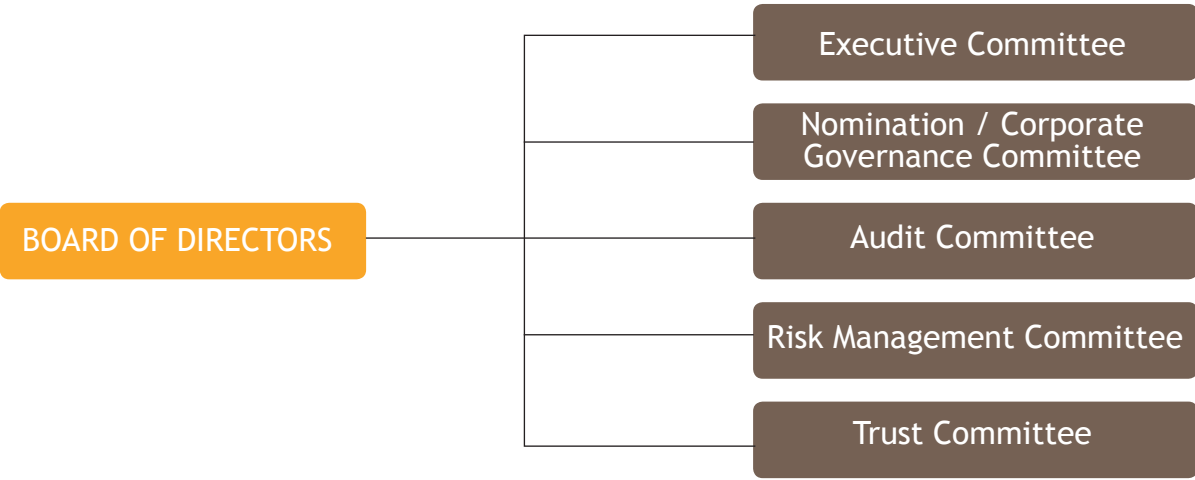 Executive Committee
Nomination / Corporate
Governance Committee
BOARD OF DIRECTORS
Audit Committee
Risk Management Committee
Trust Committee